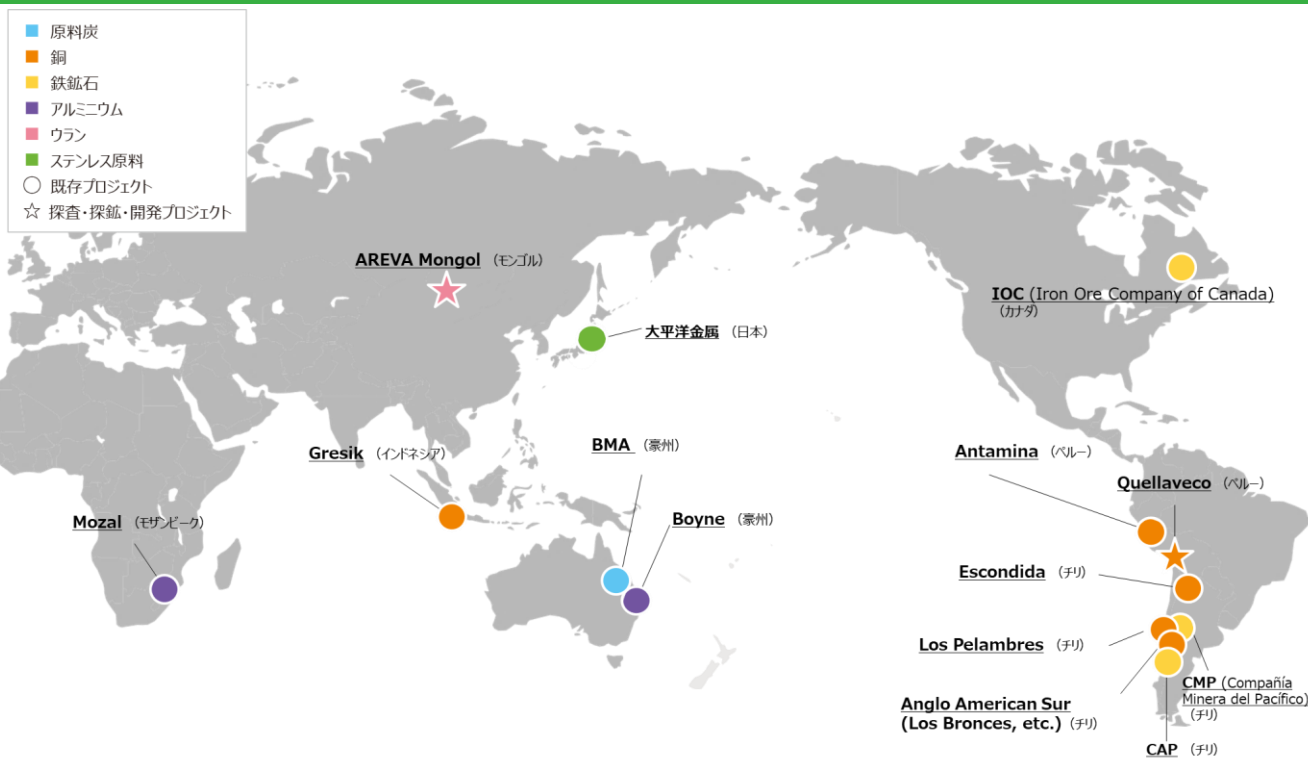 原料炭
銅
鉄鉱石
アルミニウム
ウラン
ステンレス原料
既存プロジェクト
探査・探鉱・開発プロジェクト
AREVA Mongol (モンゴル)
IOC (Iron Ore Company of Canada)
(カナダ)
大平洋金属 (日本)
Gresik (インドネシア)
BMA (豪州)
Antamina (ペルー)
Quellaveco (ペルー)
Mozal (モザンビーク)
Boyne (豪州)
Escondida (チリ)
Los Pelambres (チリ)
CMP (Compañía
Minera del Pacífico)
(チリ)
Anglo American Sur
(Los Bronces, etc.) (チリ)
CAP (チリ)